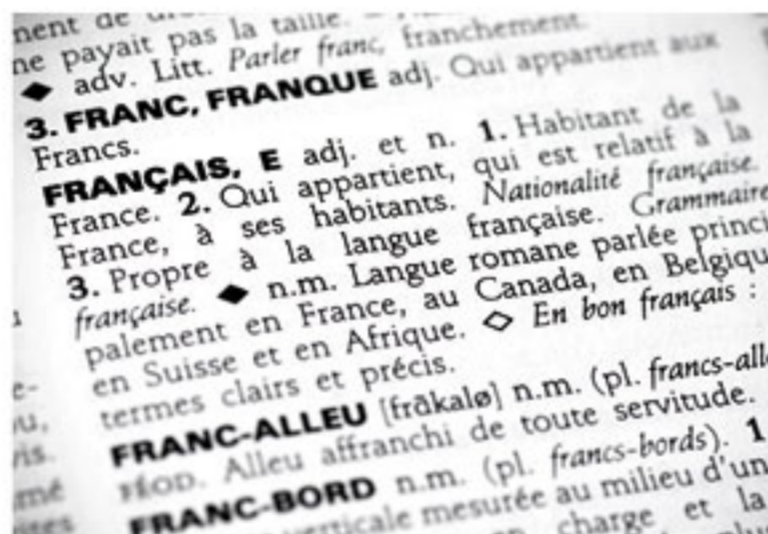 ment de
ne payait pas la taille.
◆ adv. Litt. Parler franc, franchement.
3. FRANC, FRANQUE adj. Qui appartient aux
Francs.
FRANÇAIS, E adj. et n. 1. Habitant de la
France. 2. Qui appartient, qui est relatif à la
France, à ses habitants. Nationalité française.
3. Propre à la langue française. Grammaire
française. ◆ n.m. Langue romane parlée princi
palement en France, au Canada, en Belgiqu
en Suisse et en Afrique. ◇ En bon français :
termes clairs et précis.
FRANC-ALLEU [frãkalø] n.m. (pl. francs-alle
FÉOD. Alleu affranchi de toute servitude.
FRANC-BORD n.m. (pl. francs-bords). 1
verticale mesurée au milieu d'un
charge et la